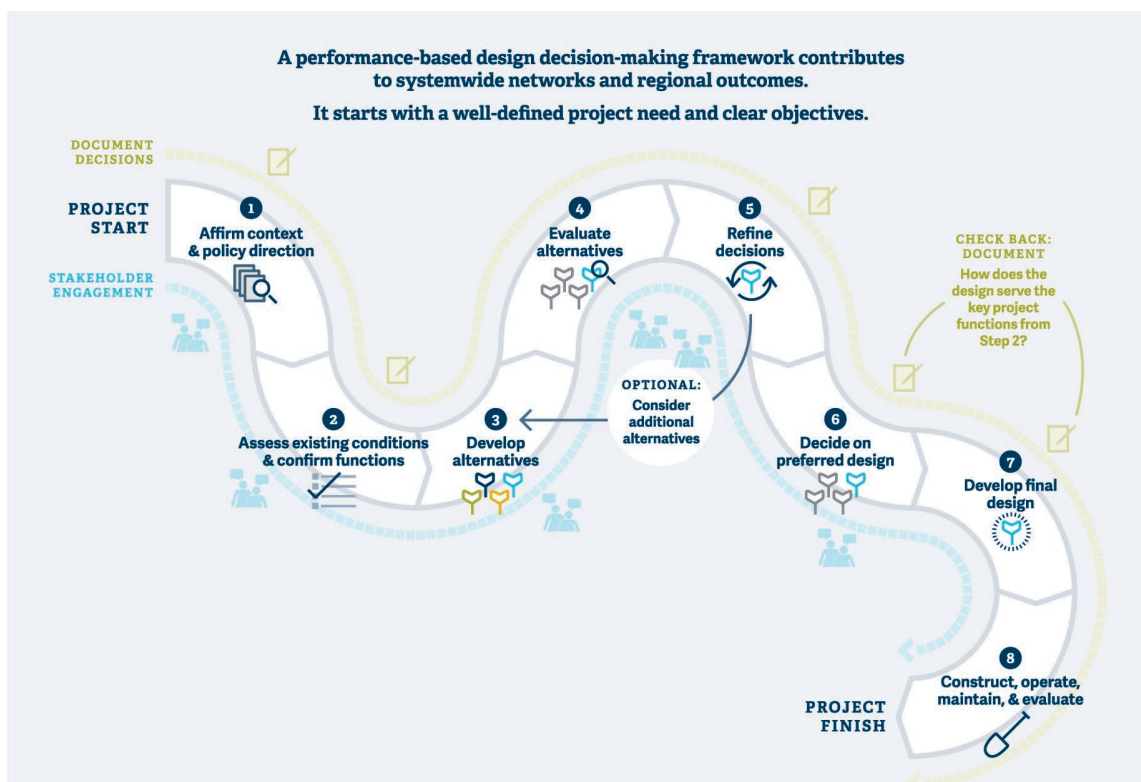 A performance-based design decision-making framework contributes
to systemwide networks and regional outcomes.
It starts with a well-defined project need and clear objectives.
DOCUMENT
DECISIONS
PROJECT
START
STAKEHOLDER
ENGAGEMENT
1
Affirm context
& policy direction
2
Assess existing conditions
& confirm functions
3
Develop
alternatives
4
Evaluate
alternatives
5
Refine
decisions
OPTIONAL:
Consider
additional
alternatives
6
Decide on
preferred design
CHECK BACK:
DOCUMENT
How does the
design serve the
key project
functions from
Step 2?
7
Develop final
design
8
Construct, operate,
maintain, & evaluate
PROJECT
FINISH